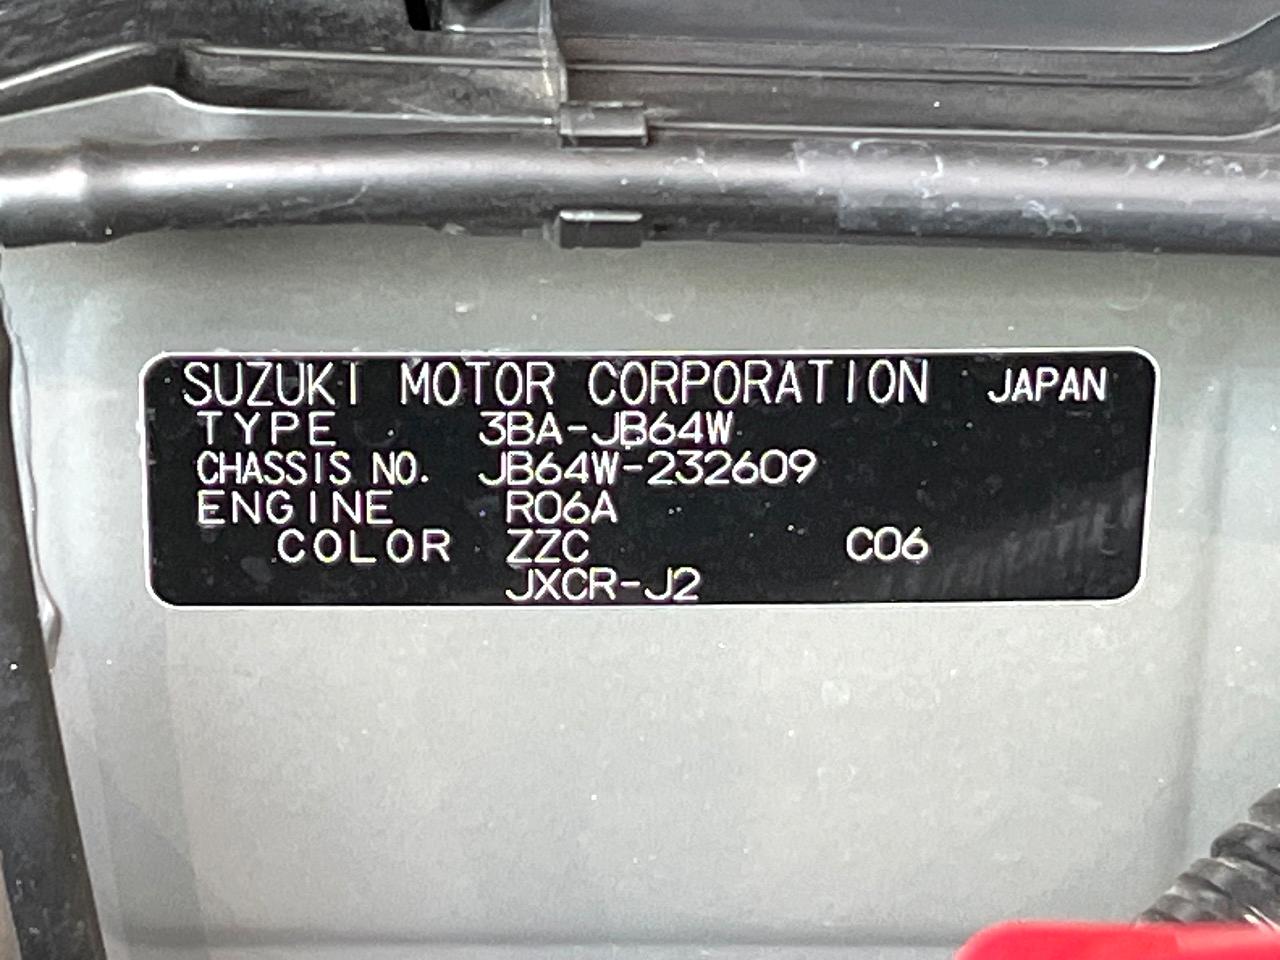 SUZUKI MOTOR CORPORATION JAPAN
TYPE 3BA-JB64W
CHASSIS NO. JB64W-232609
ENGINE R06A
COLOR ZZC C06
JXCR-J2